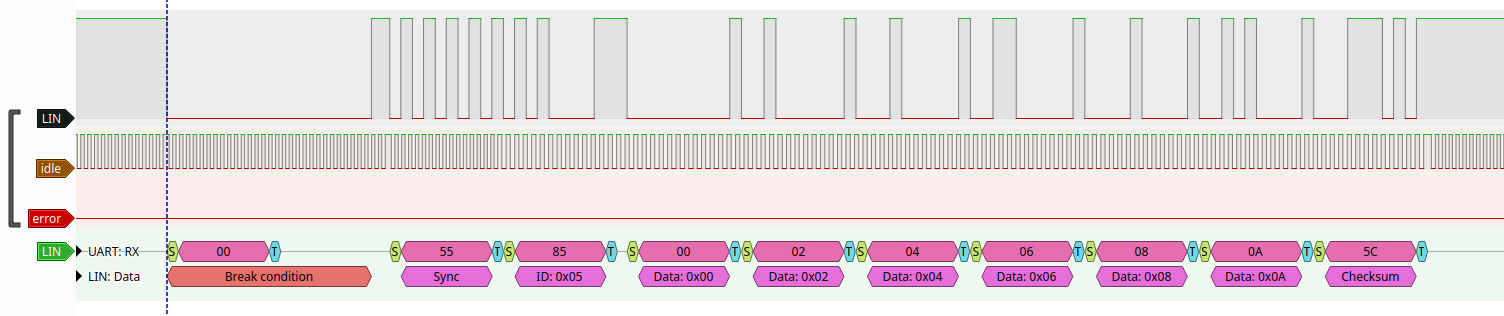 LIN
idle
error
LIN UART: RX S 00 T S 55 T S 85 T S 00 T S 02 T S 04 T S 06 T S 08 T S 0A T S 5C T
LIN: Data Break condition Sync ID: 0x05 Data: 0x00 Data: 0x02 Data: 0x04 Data: 0x06 Data: 0x08 Data: 0x0A Checksum